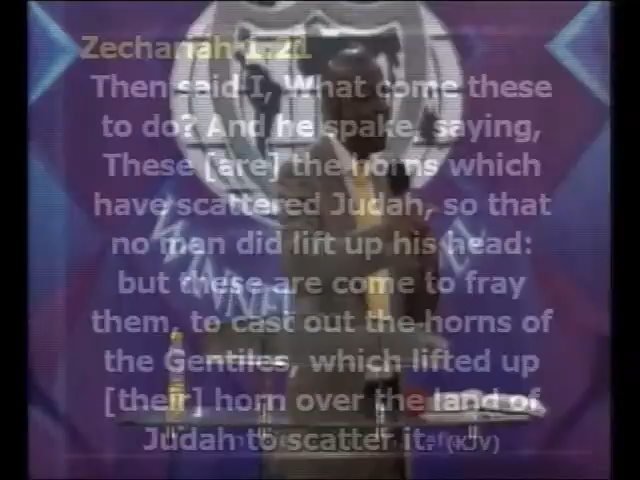 Zechariah 1:21
Then said I, What come these
to do? And he spake, saying,
These [are] the horns which
have scattered Judah, so that
no man did lift up his head:
but these are come to fray
them, to cast out the horns of
the Gentiles, which lifted up
[their] horn over the land of
Judah to scatter it. (KJV)